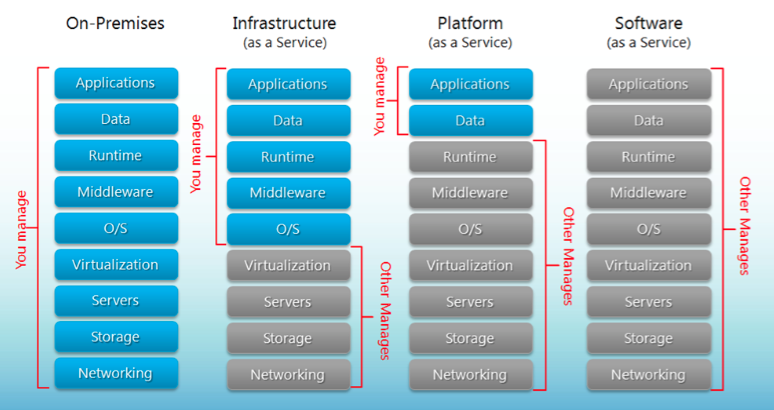 On-Premises
Applications
Data
Runtime
Middleware
O/S
Virtualization
Servers
Storage
Networking
You manage
Infrastructure
(as a Service)
Applications
Data
Runtime
Middleware
O/S
Virtualization
Servers
Storage
Networking
You manage
Other Manages
Platform
(as a Service)
Applications
Data
Runtime
Middleware
O/S
Virtualization
Servers
Storage
Networking
You manage
Other Manages
Software
(as a Service)
Applications
Data
Runtime
Middleware
O/S
Virtualization
Servers
Storage
Networking
Other Manages